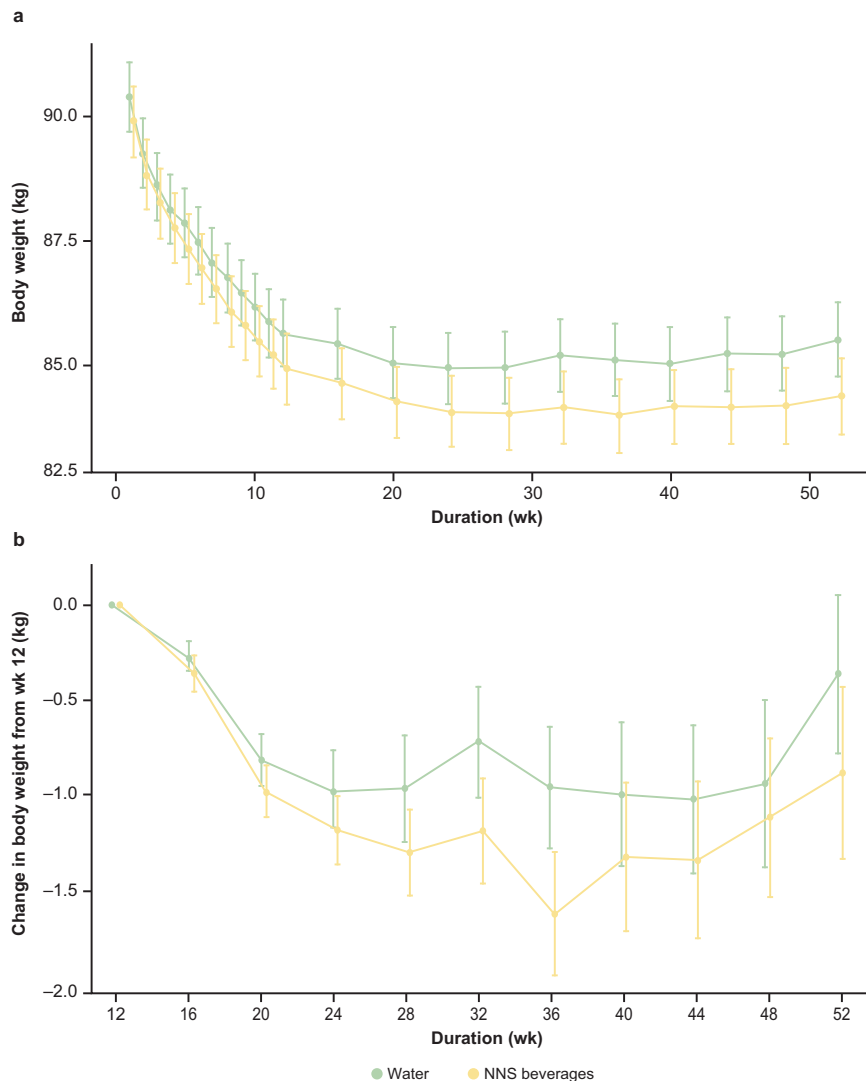 a
90.0
87.5
85.0
82.5
Body weight (kg)
0 10 20 30 40 50
Duration (wk)
b
0.0
–0.5
–1.0
–1.5
–2.0
Change in body weight from wk 12 (kg)
12 16 20 24 28 32 36 40 44 48 52
Duration (wk)
Water NNS beverages